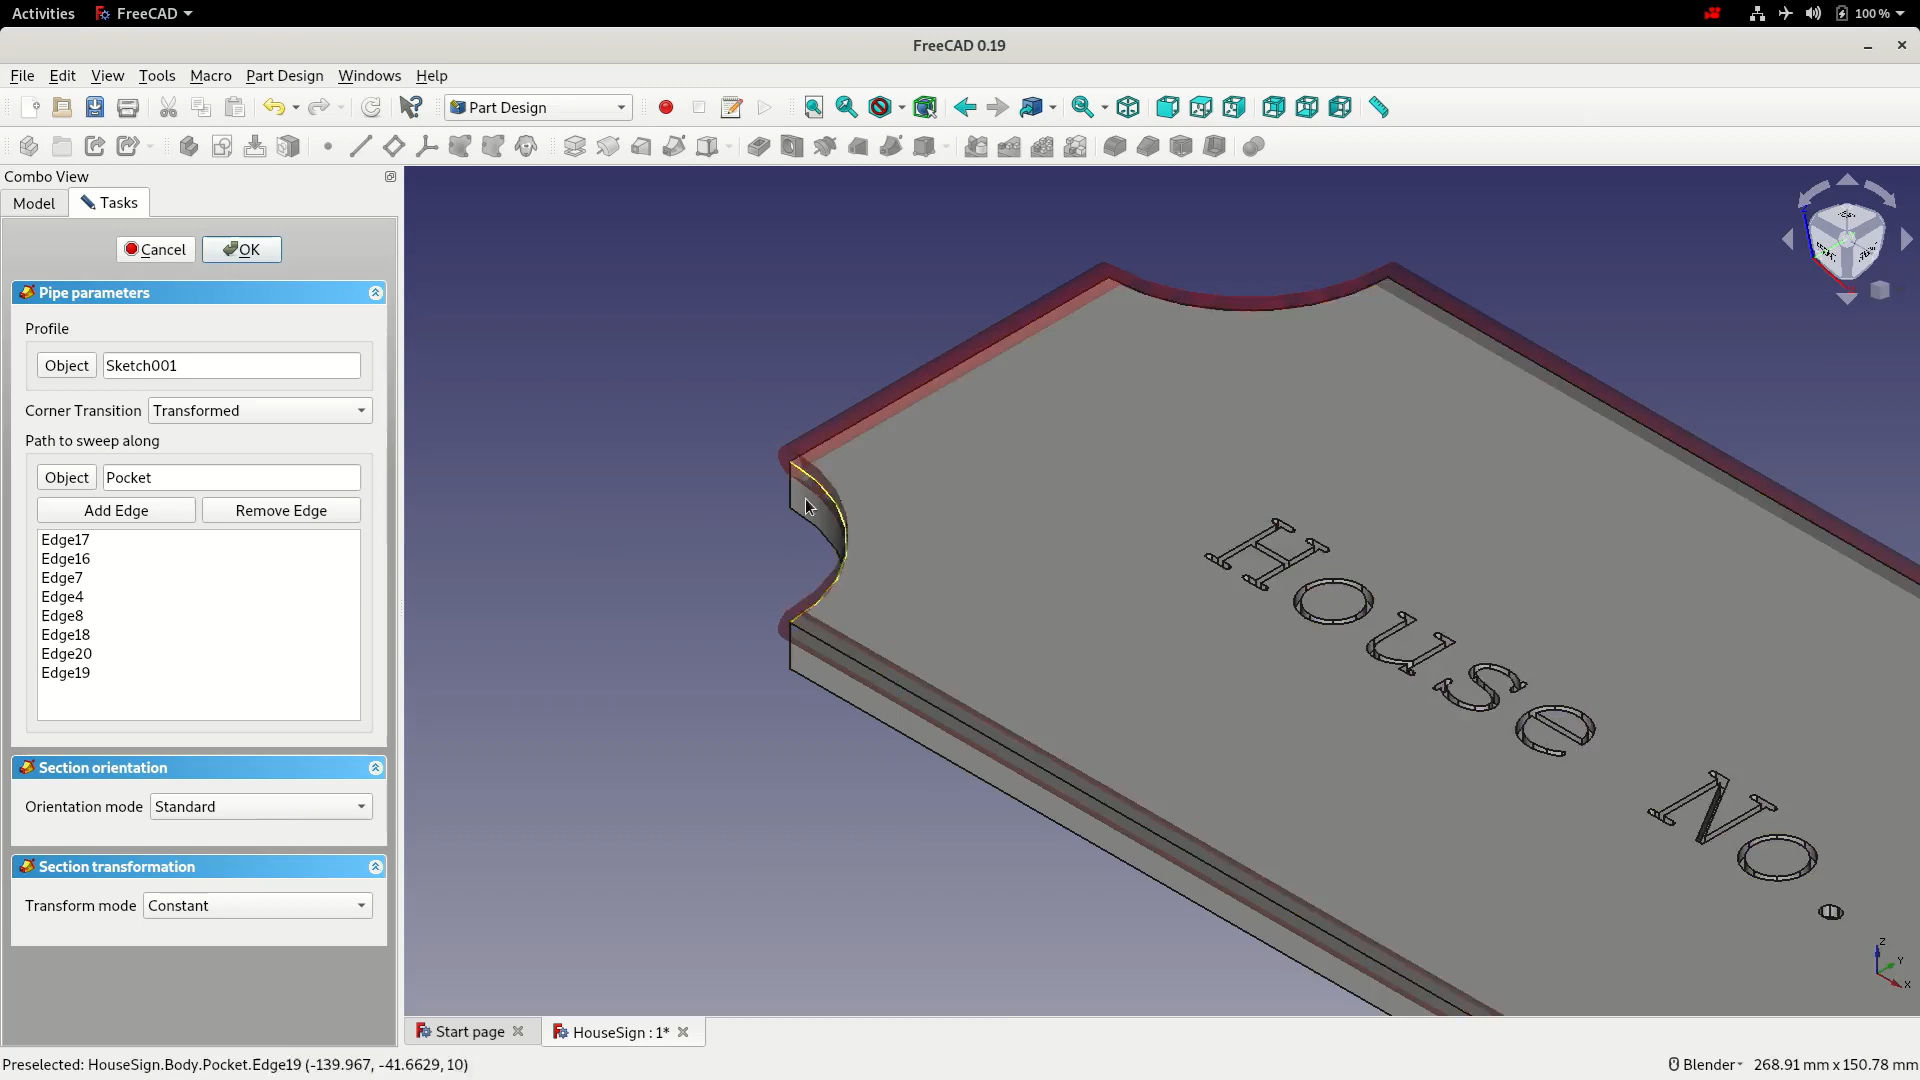 Activities FreeCAD 100 %
FreeCAD 0.19
File Edit View Tools Macro Part Design Windows Help
Part Design
Combo View
Model Tasks
Cancel OK
Pipe parameters
Profile
Object Sketch001
Corner Transition Transformed
Path to sweep along
Object Pocket
Add Edge Remove Edge
Edge17
Edge16
Edge7
Edge4
Edge8
Edge18
Edge20
Edge19
Section orientation
Orientation mode Standard
Section transformation
Transform mode Constant
House No.
Z
Y
X
Start page HouseSign : 1*
Preselected: HouseSign.Body.Pocket.Edge19 (-139.967, -41.6629, 10) Blender 268.91 mm x 150.78 mm